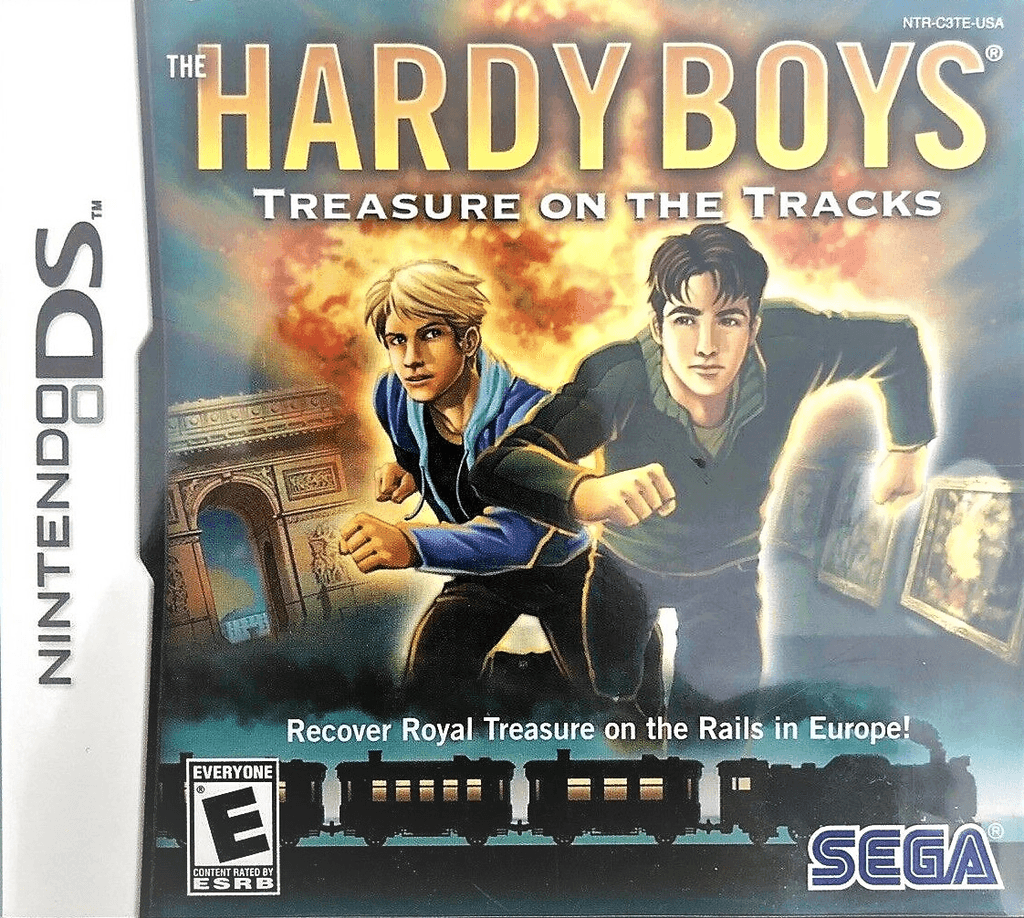 NTR-C3TE-USA
THE HARDY BOYS®
TREASURE ON THE TRACKS
NINTENDO DS™
Recover Royal Treasure on the Rails in Europe!
EVERYONE
®
E
CONTENT RATED BY
ESRB
SEGA®